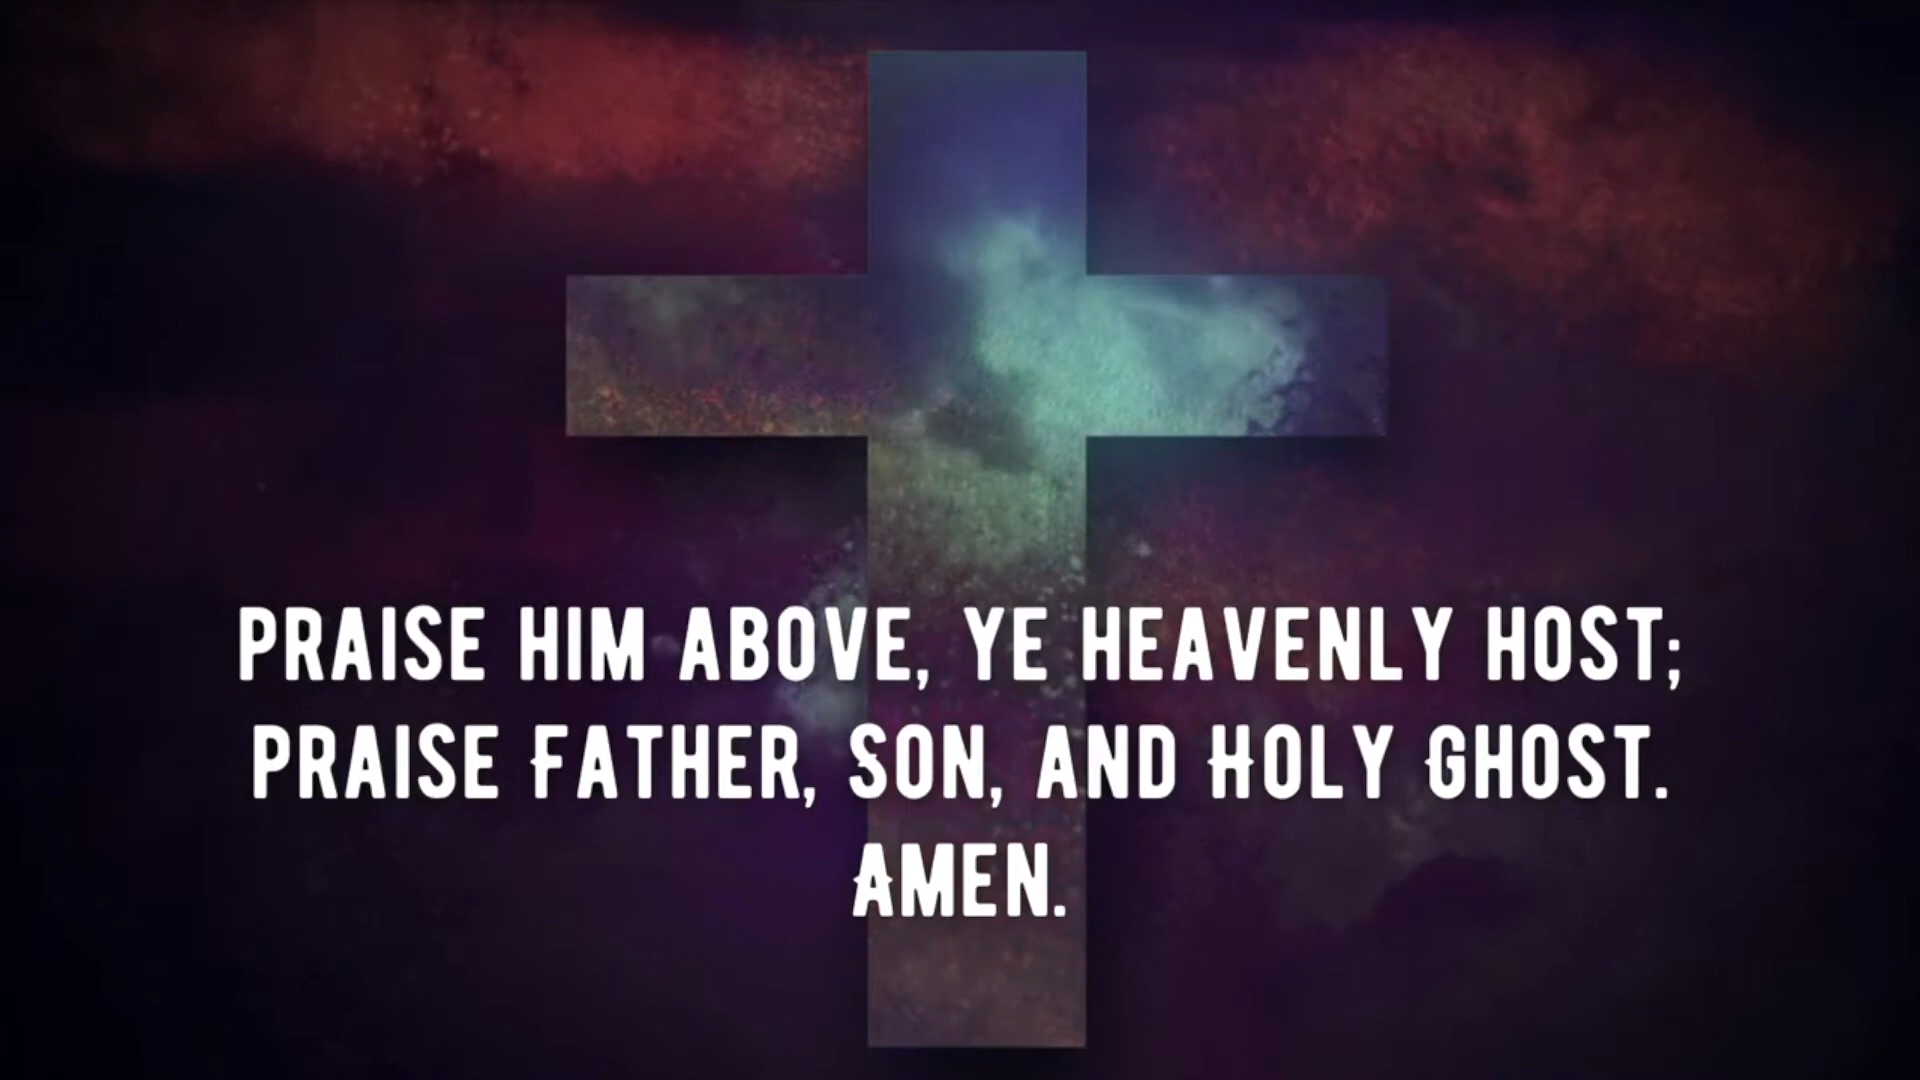 PRAISE HIM ABOVE, YE HEAVENLY HOST;
PRAISE FATHER, SON, AND HOLY GHOST.
AMEN.